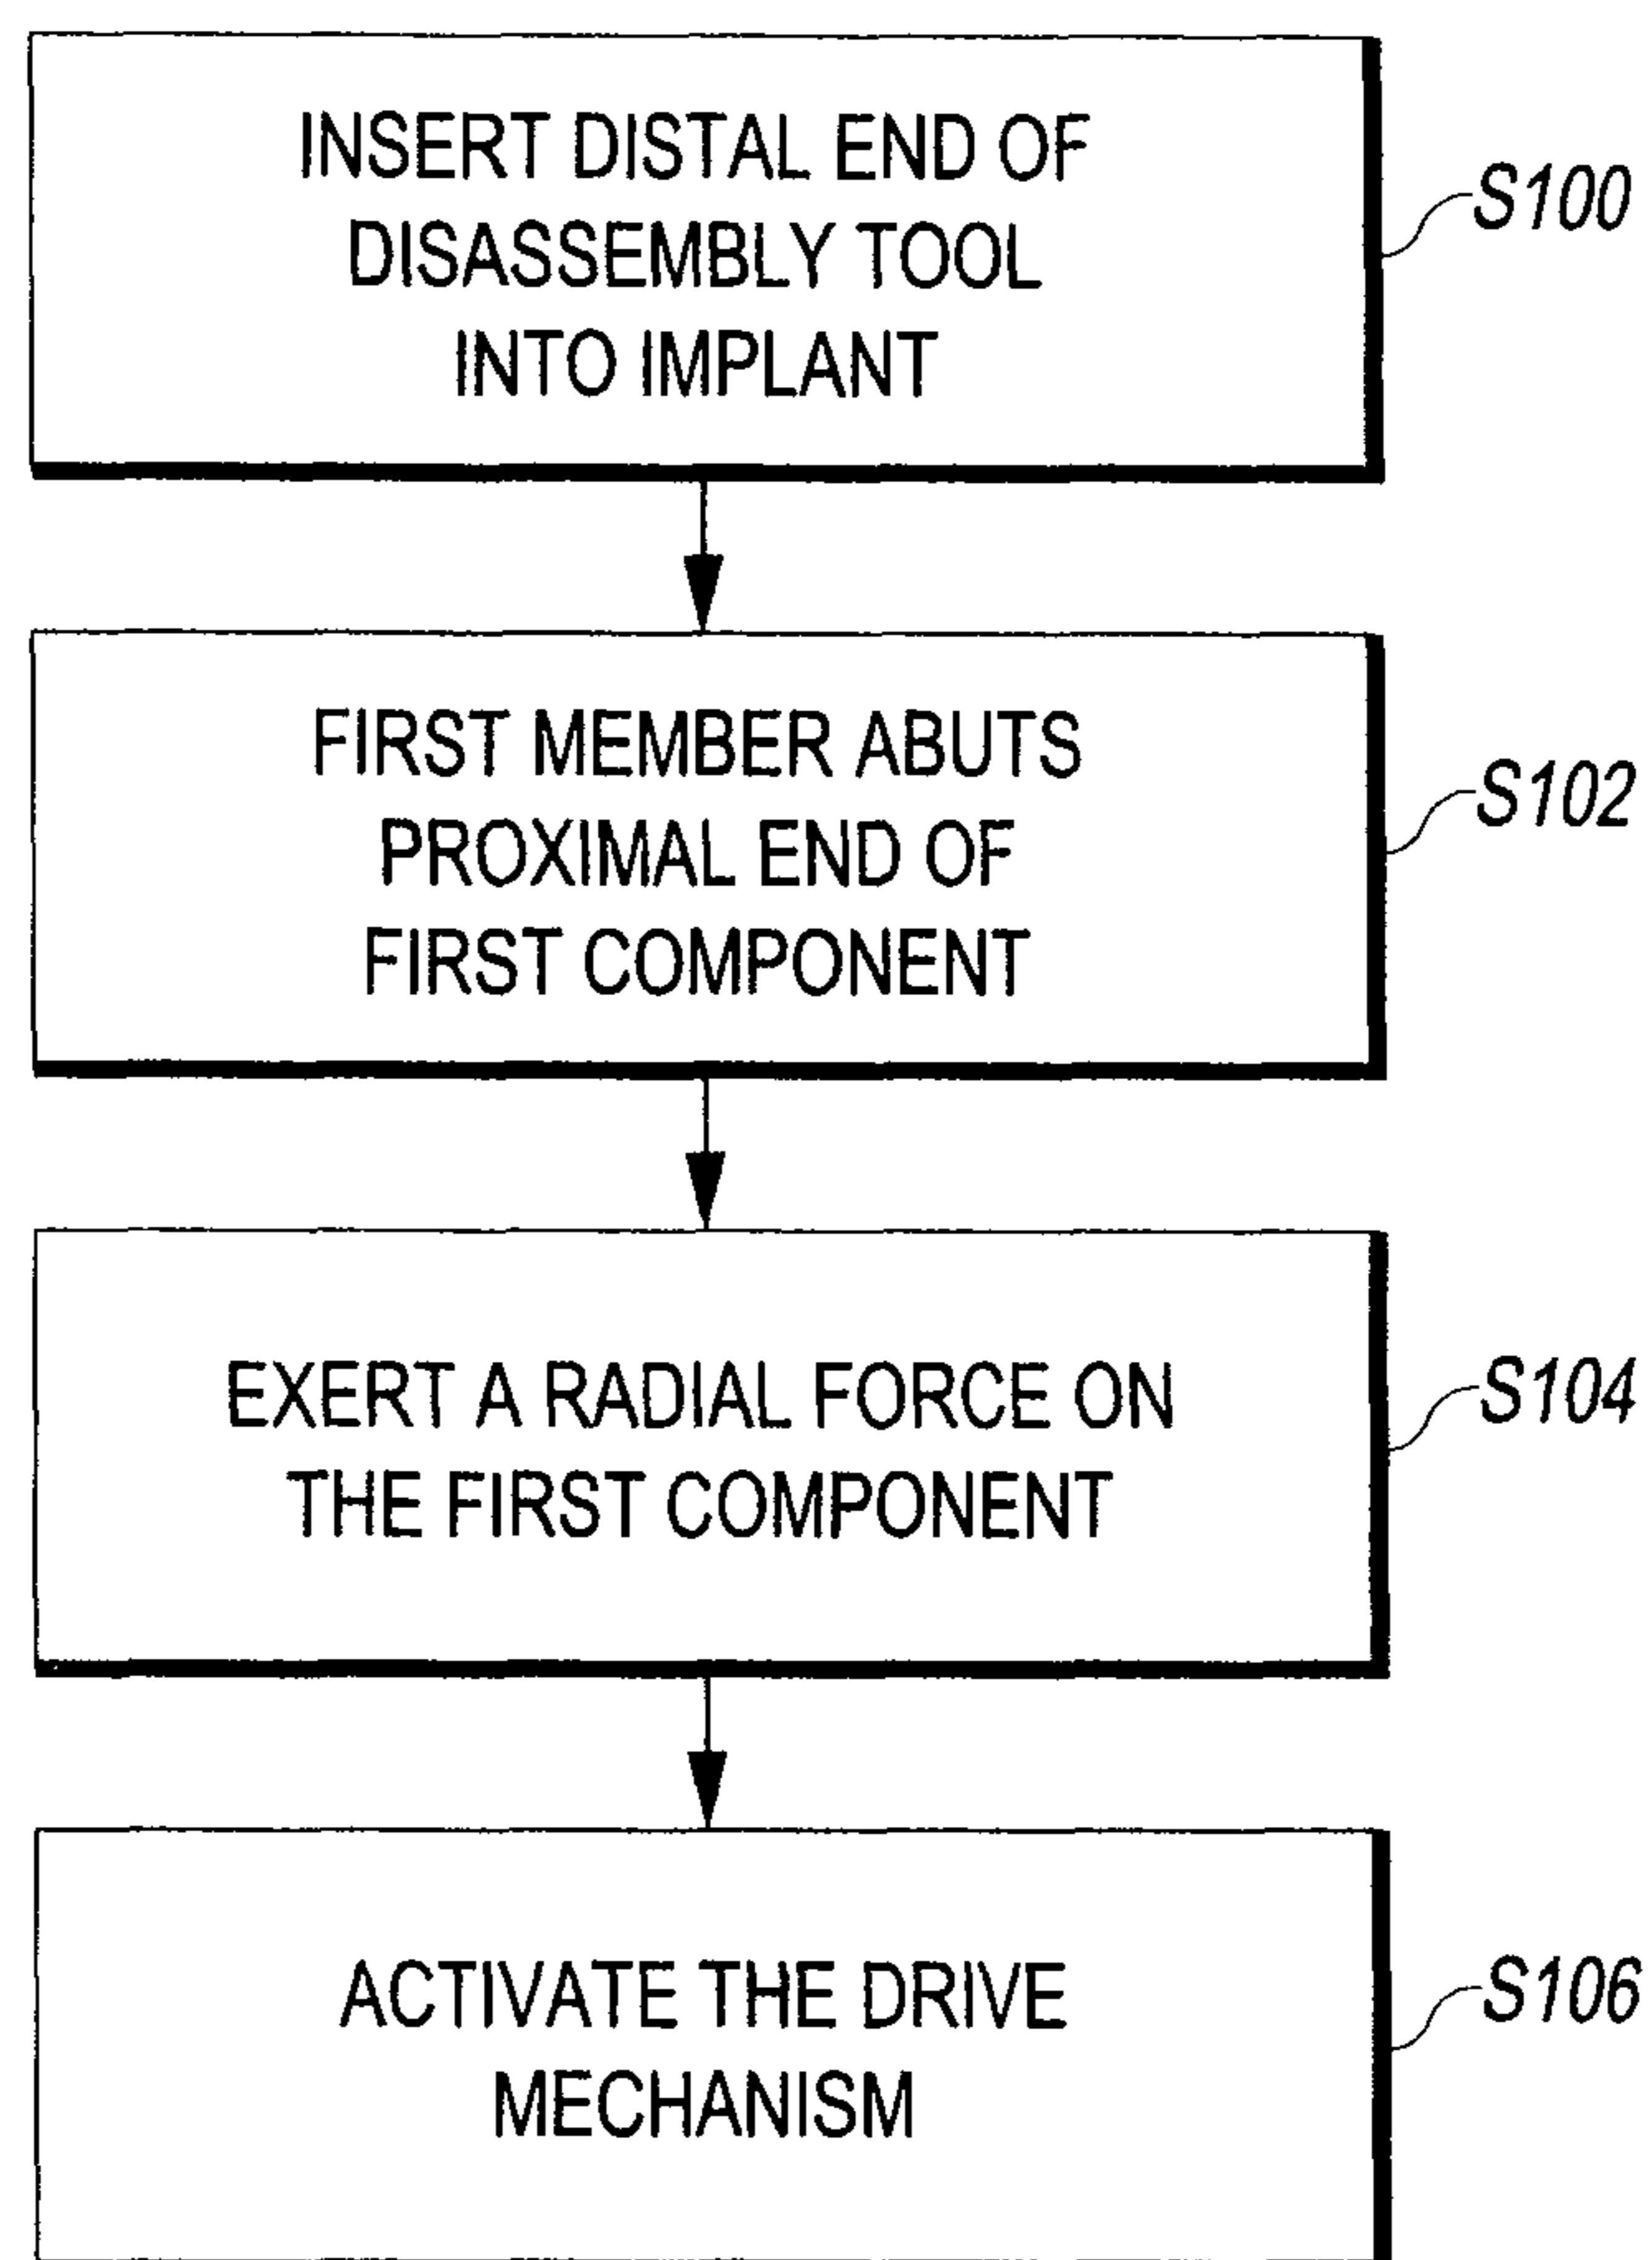 INSERT DISTAL END OF
DISASSEMBLY TOOL
INTO IMPLANT
S100
FIRST MEMBER ABUTS
PROXIMAL END OF
FIRST COMPONENT
S102
EXERT A RADIAL FORCE ON
THE FIRST COMPONENT
S104
ACTIVATE THE DRIVE
MECHANISM
S106